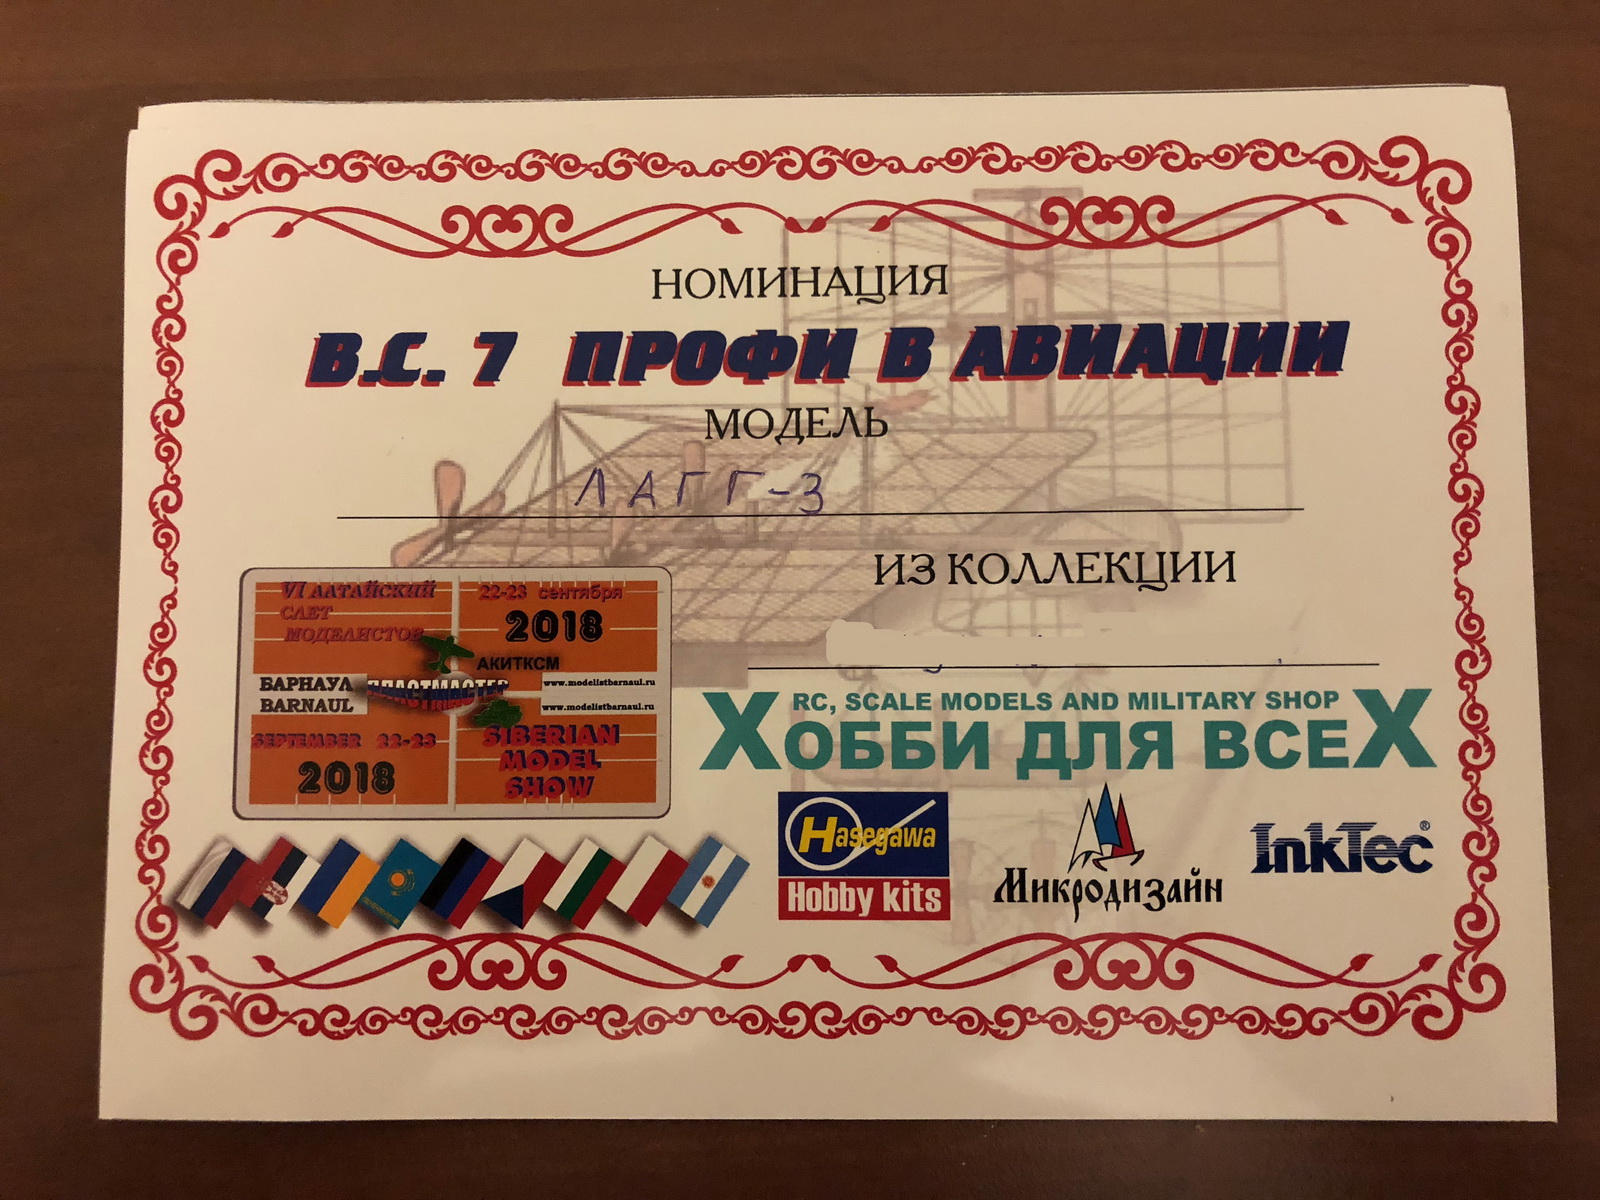 НОМИНАЦИЯ
В.С. 7 ПРОФИ В АВИАЦИИ
МОДЕЛЬ
ЛАГГ-3
ИЗ КОЛЛЕКЦИИ
VI АЛТАЙСКИЙ
СЛЕТ
МОДЕЛИСТОВ
22-23 сентября
2018
АКИТКСМ
БАРНАУЛ
BARNAUL
ПЛАСТМАСТЕР
www.modelistbarnaul.ru
www.modelistbarnaul.ru
SEPTEMBER 22-23
2018
SIBERIAN
MODEL
SHOW
RC, SCALE MODELS AND MILITARY SHOP
ХОББИ ДЛЯ ВСЕХ
Hasegawa
Hobby kits
Микродизайн
InkTec®